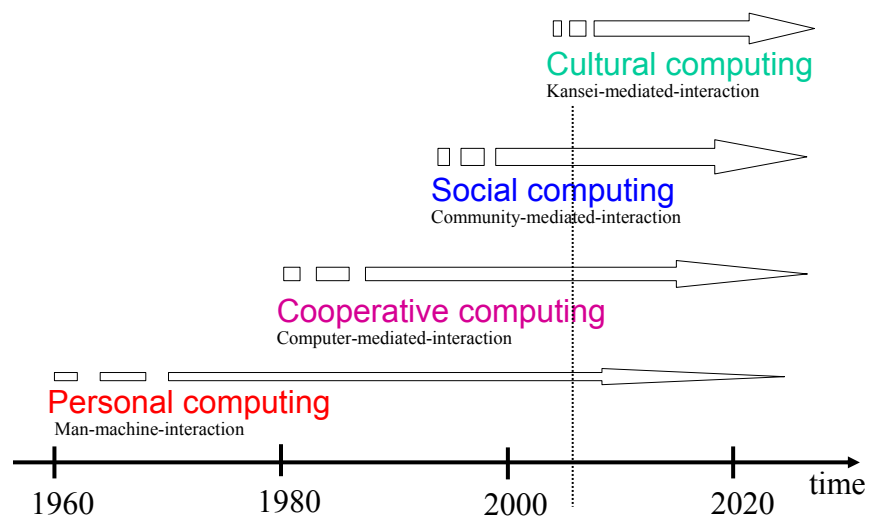 Cultural computing
Kansei-mediated-interaction
Social computing
Community-mediated-interaction
Cooperative computing
Computer-mediated-interaction
Personal computing
Man-machine-interaction
time
1960 1980 2000 2020